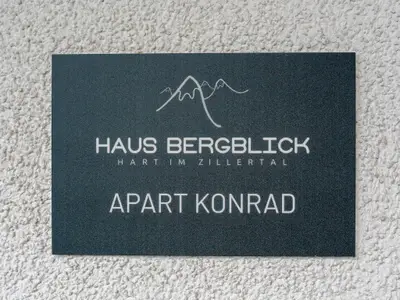 HAUS BERGBLICK
HART IM ZILLERTAL
APART KONRAD